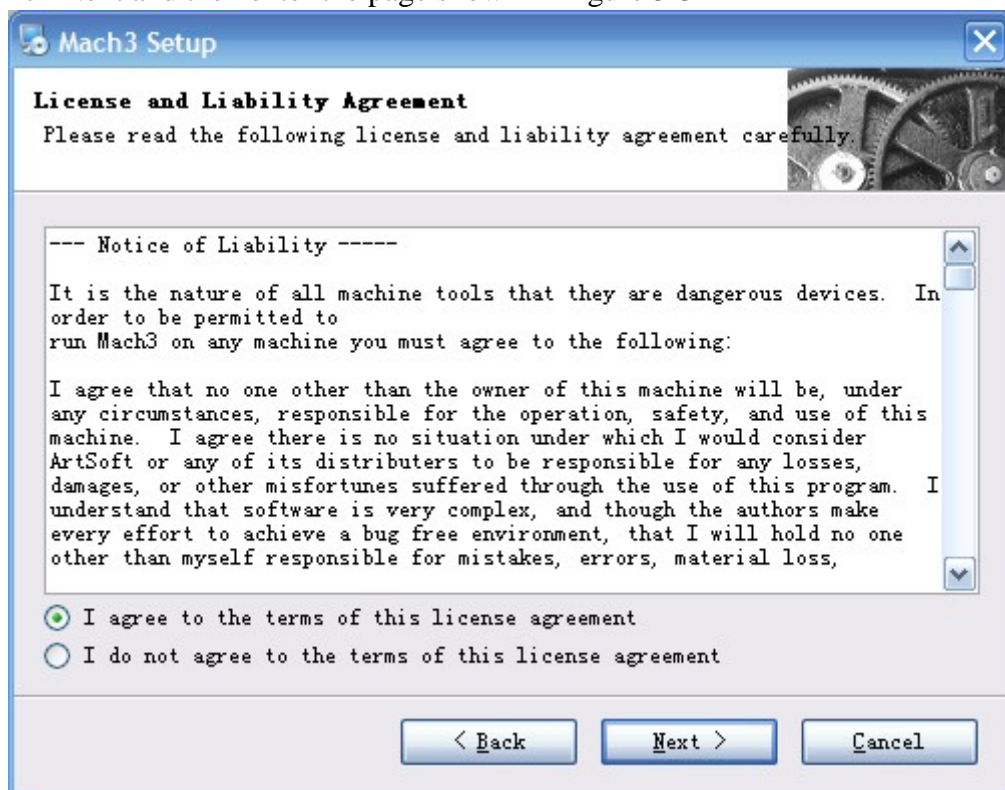 Mach3 Setup
License and Liability Agreement
Please read the following license and liability agreement carefully.
--- Notice of Liability -----
It is the nature of all machine tools that they are dangerous devices.  In
order to be permitted to
run Mach3 on any machine you must agree to the following:
I agree that no one other than the owner of this machine will be, under
any circumstances, responsible for the operation, safety, and use of this
machine.  I agree there is no situation under which I would consider
ArtSoft or any of its distributers to be responsible for any losses,
damages, or other misfortunes suffered through the use of this program.  I
understand that software is very complex, and though the authors make
every effort to achieve a bug free environment, that I will hold no one
other than myself responsible for mistakes, errors, material loss,
I agree to the terms of this license agreement
I do not agree to the terms of this license agreement
< Back
Next >
Cancel